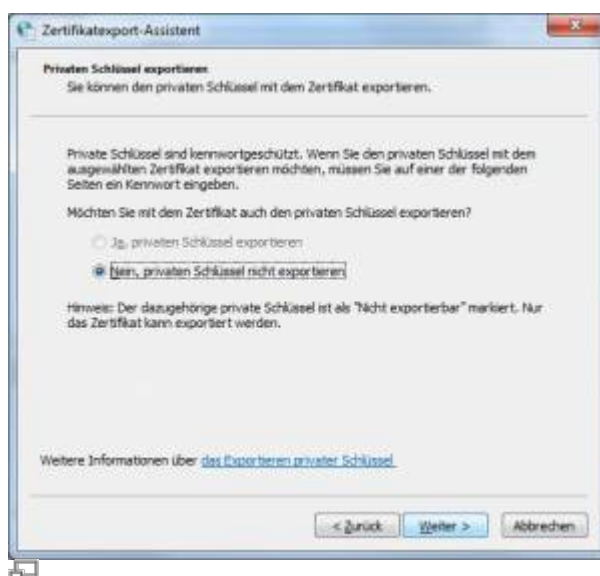 Zertifikatexport-Assistent
Privaten Schlüssel exportieren
Sie können den privaten Schlüssel mit dem Zertifikat exportieren.
Private Schlüssel sind kennwortgeschützt. Wenn Sie den privaten Schlüssel mit dem
ausgewählten Zertifikat exportieren möchten, müssen Sie auf einer der folgenden
Seiten ein Kennwort eingeben.
Möchten Sie mit dem Zertifikat auch den privaten Schlüssel exportieren?
Ja, privaten Schlüssel exportieren
Nein, privaten Schlüssel nicht exportieren
Hinweis: Der dazugehörige private Schlüssel ist als "Nicht exportierbar" markiert. Nur
das Zertifikat kann exportiert werden.
Weitere Informationen über das Exportieren privater Schlüssel
< Zurück Weiter > Abbrechen